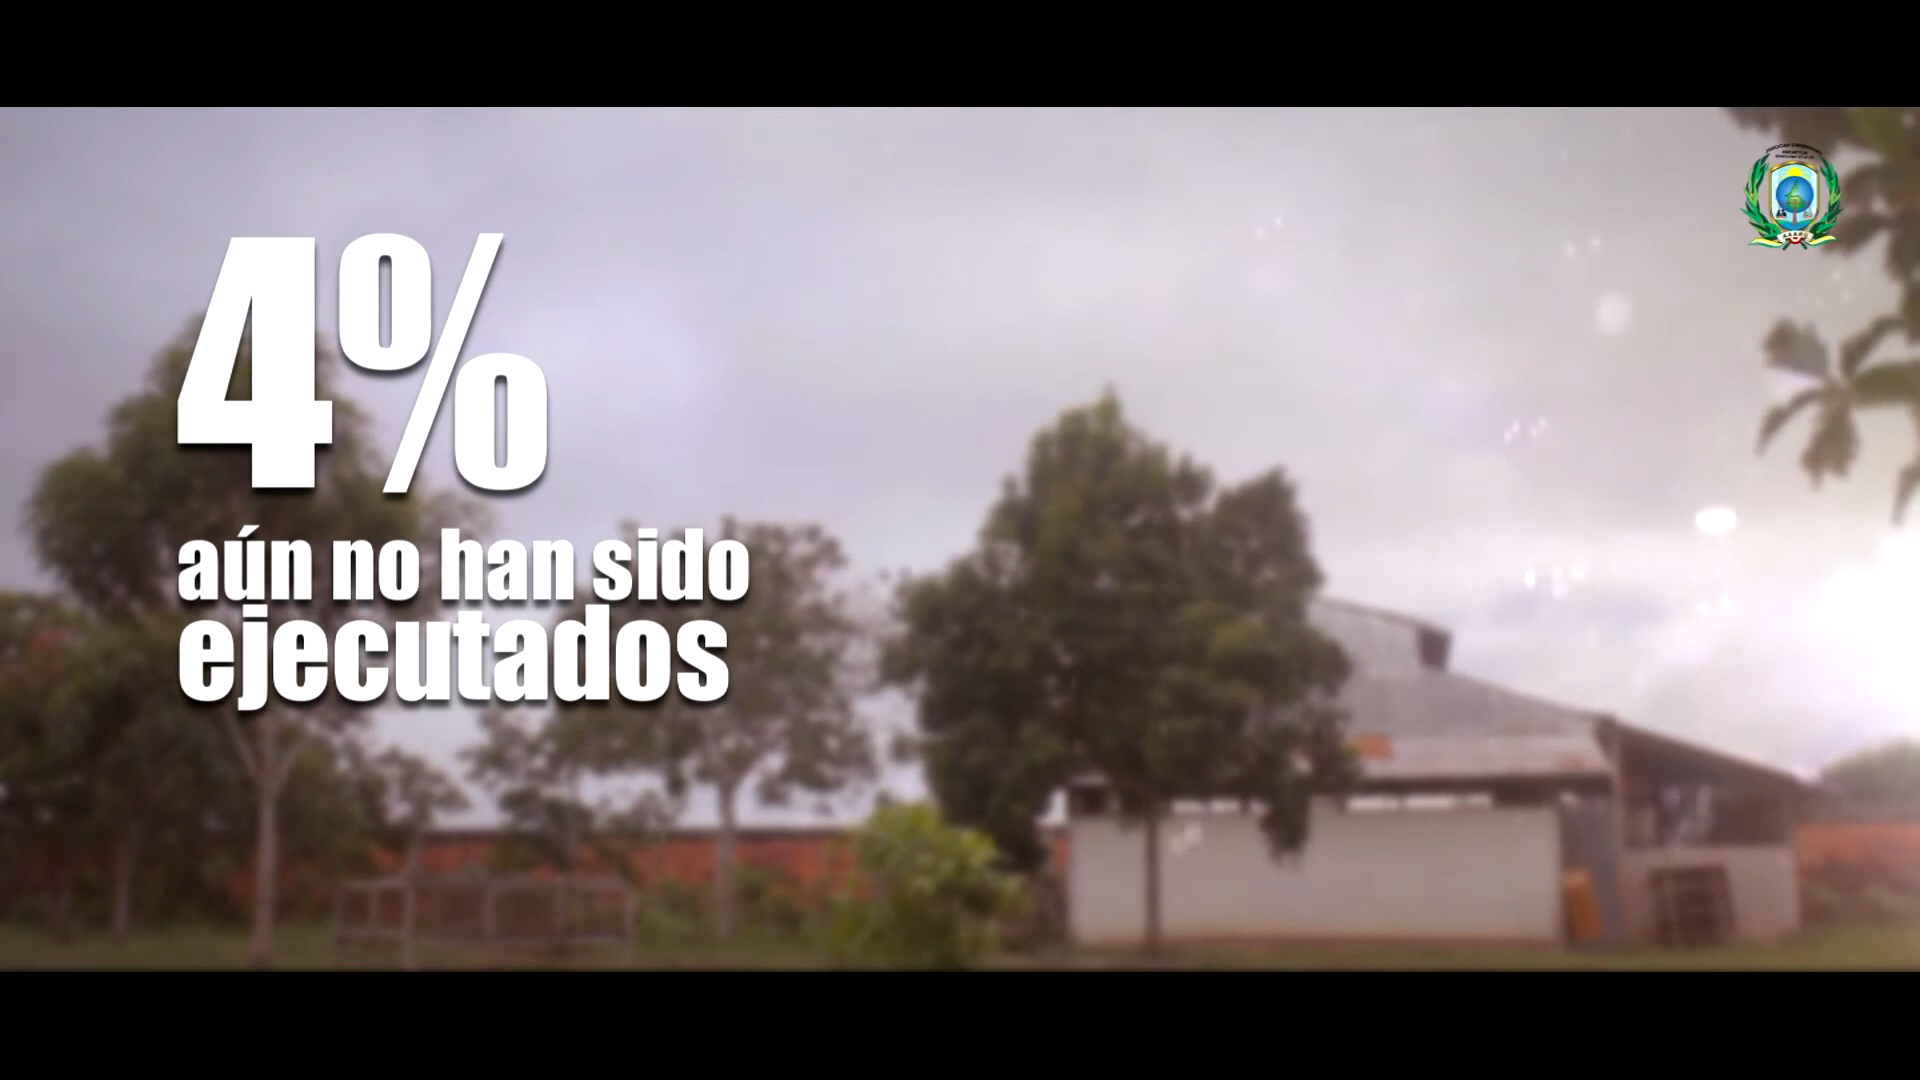 4%
aún no han sido
ejecutados